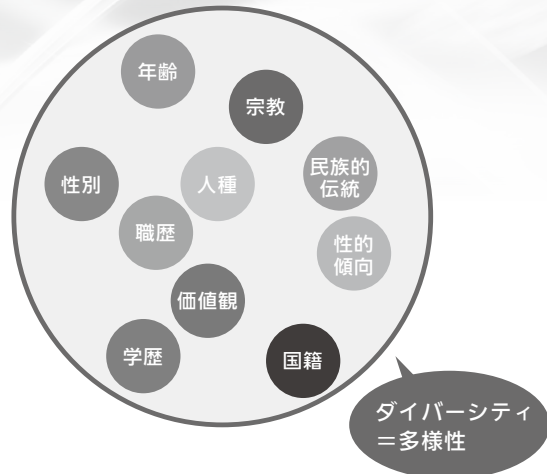 年齢
宗教
性別
人種
民族的
伝統
職歴
性的
傾向
価値観
学歴
国籍
ダイバーシティ
＝多様性